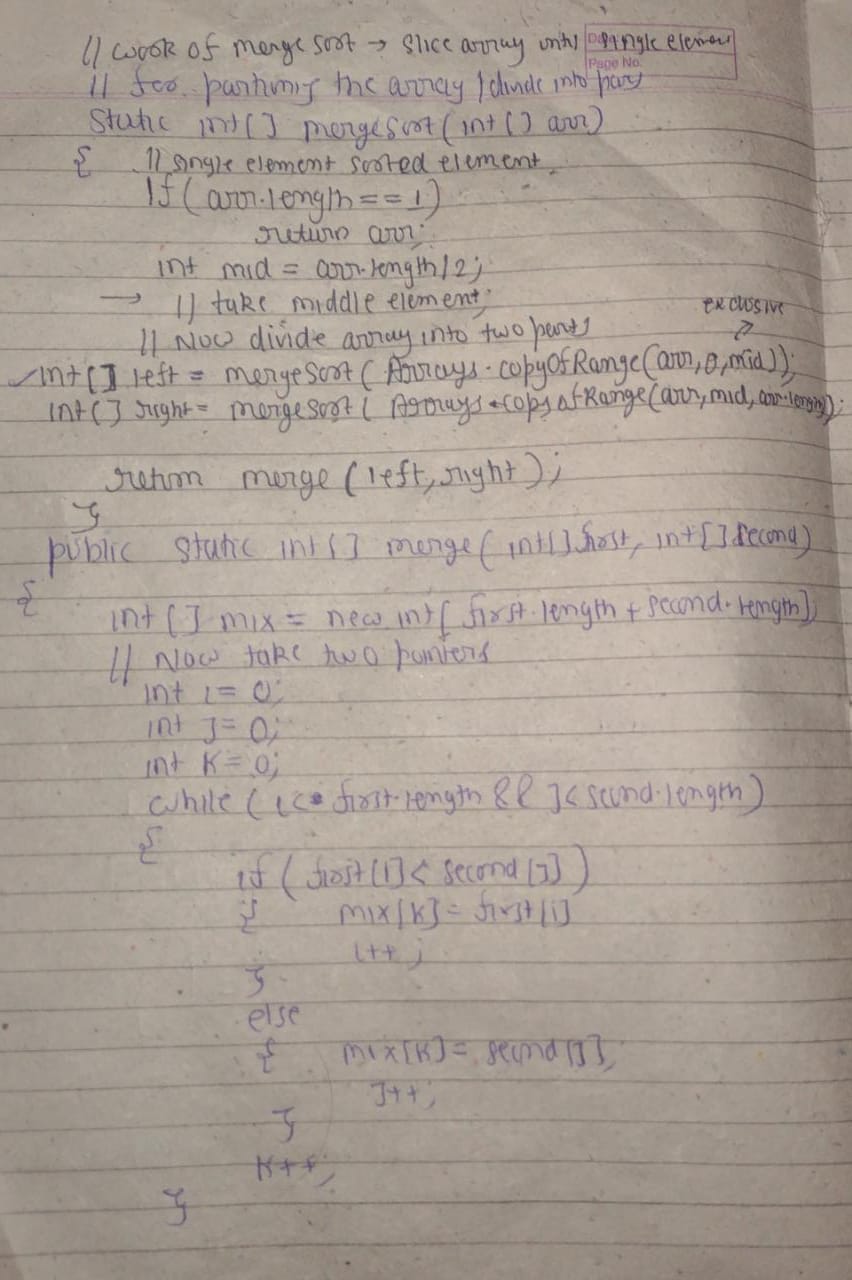 // work of merge sort → slice array until single element
Page No.
// for partining the array / divide into part
static int[] mergesort(int[] arr)
{ // single element sorted element.
If(arr.length==1)
return arr;
int mid = arr.length/2;
→ // take middle element;
exclusive
// Now divide array into two parts
int[] left = mergesort(Arrays.copyOfRange(arr,0,mid));
int[] right = mergesort(Arrays.copyofRange(arr,mid,arr.length));
return merge(left,right);
}
public static int[] merge(int[] first, int[] second)
{
int[] mix = new int[first.length + second.length];
// Now take two pointers
int i=0;
int J=0;
int K=0;
while(i< first.length && J<second.length)
{
if(first[i]<second[J])
{ mix[K]=first[i]
i++;
}
else
{ mix[K]=second[J];
J++;
}
K++;
}